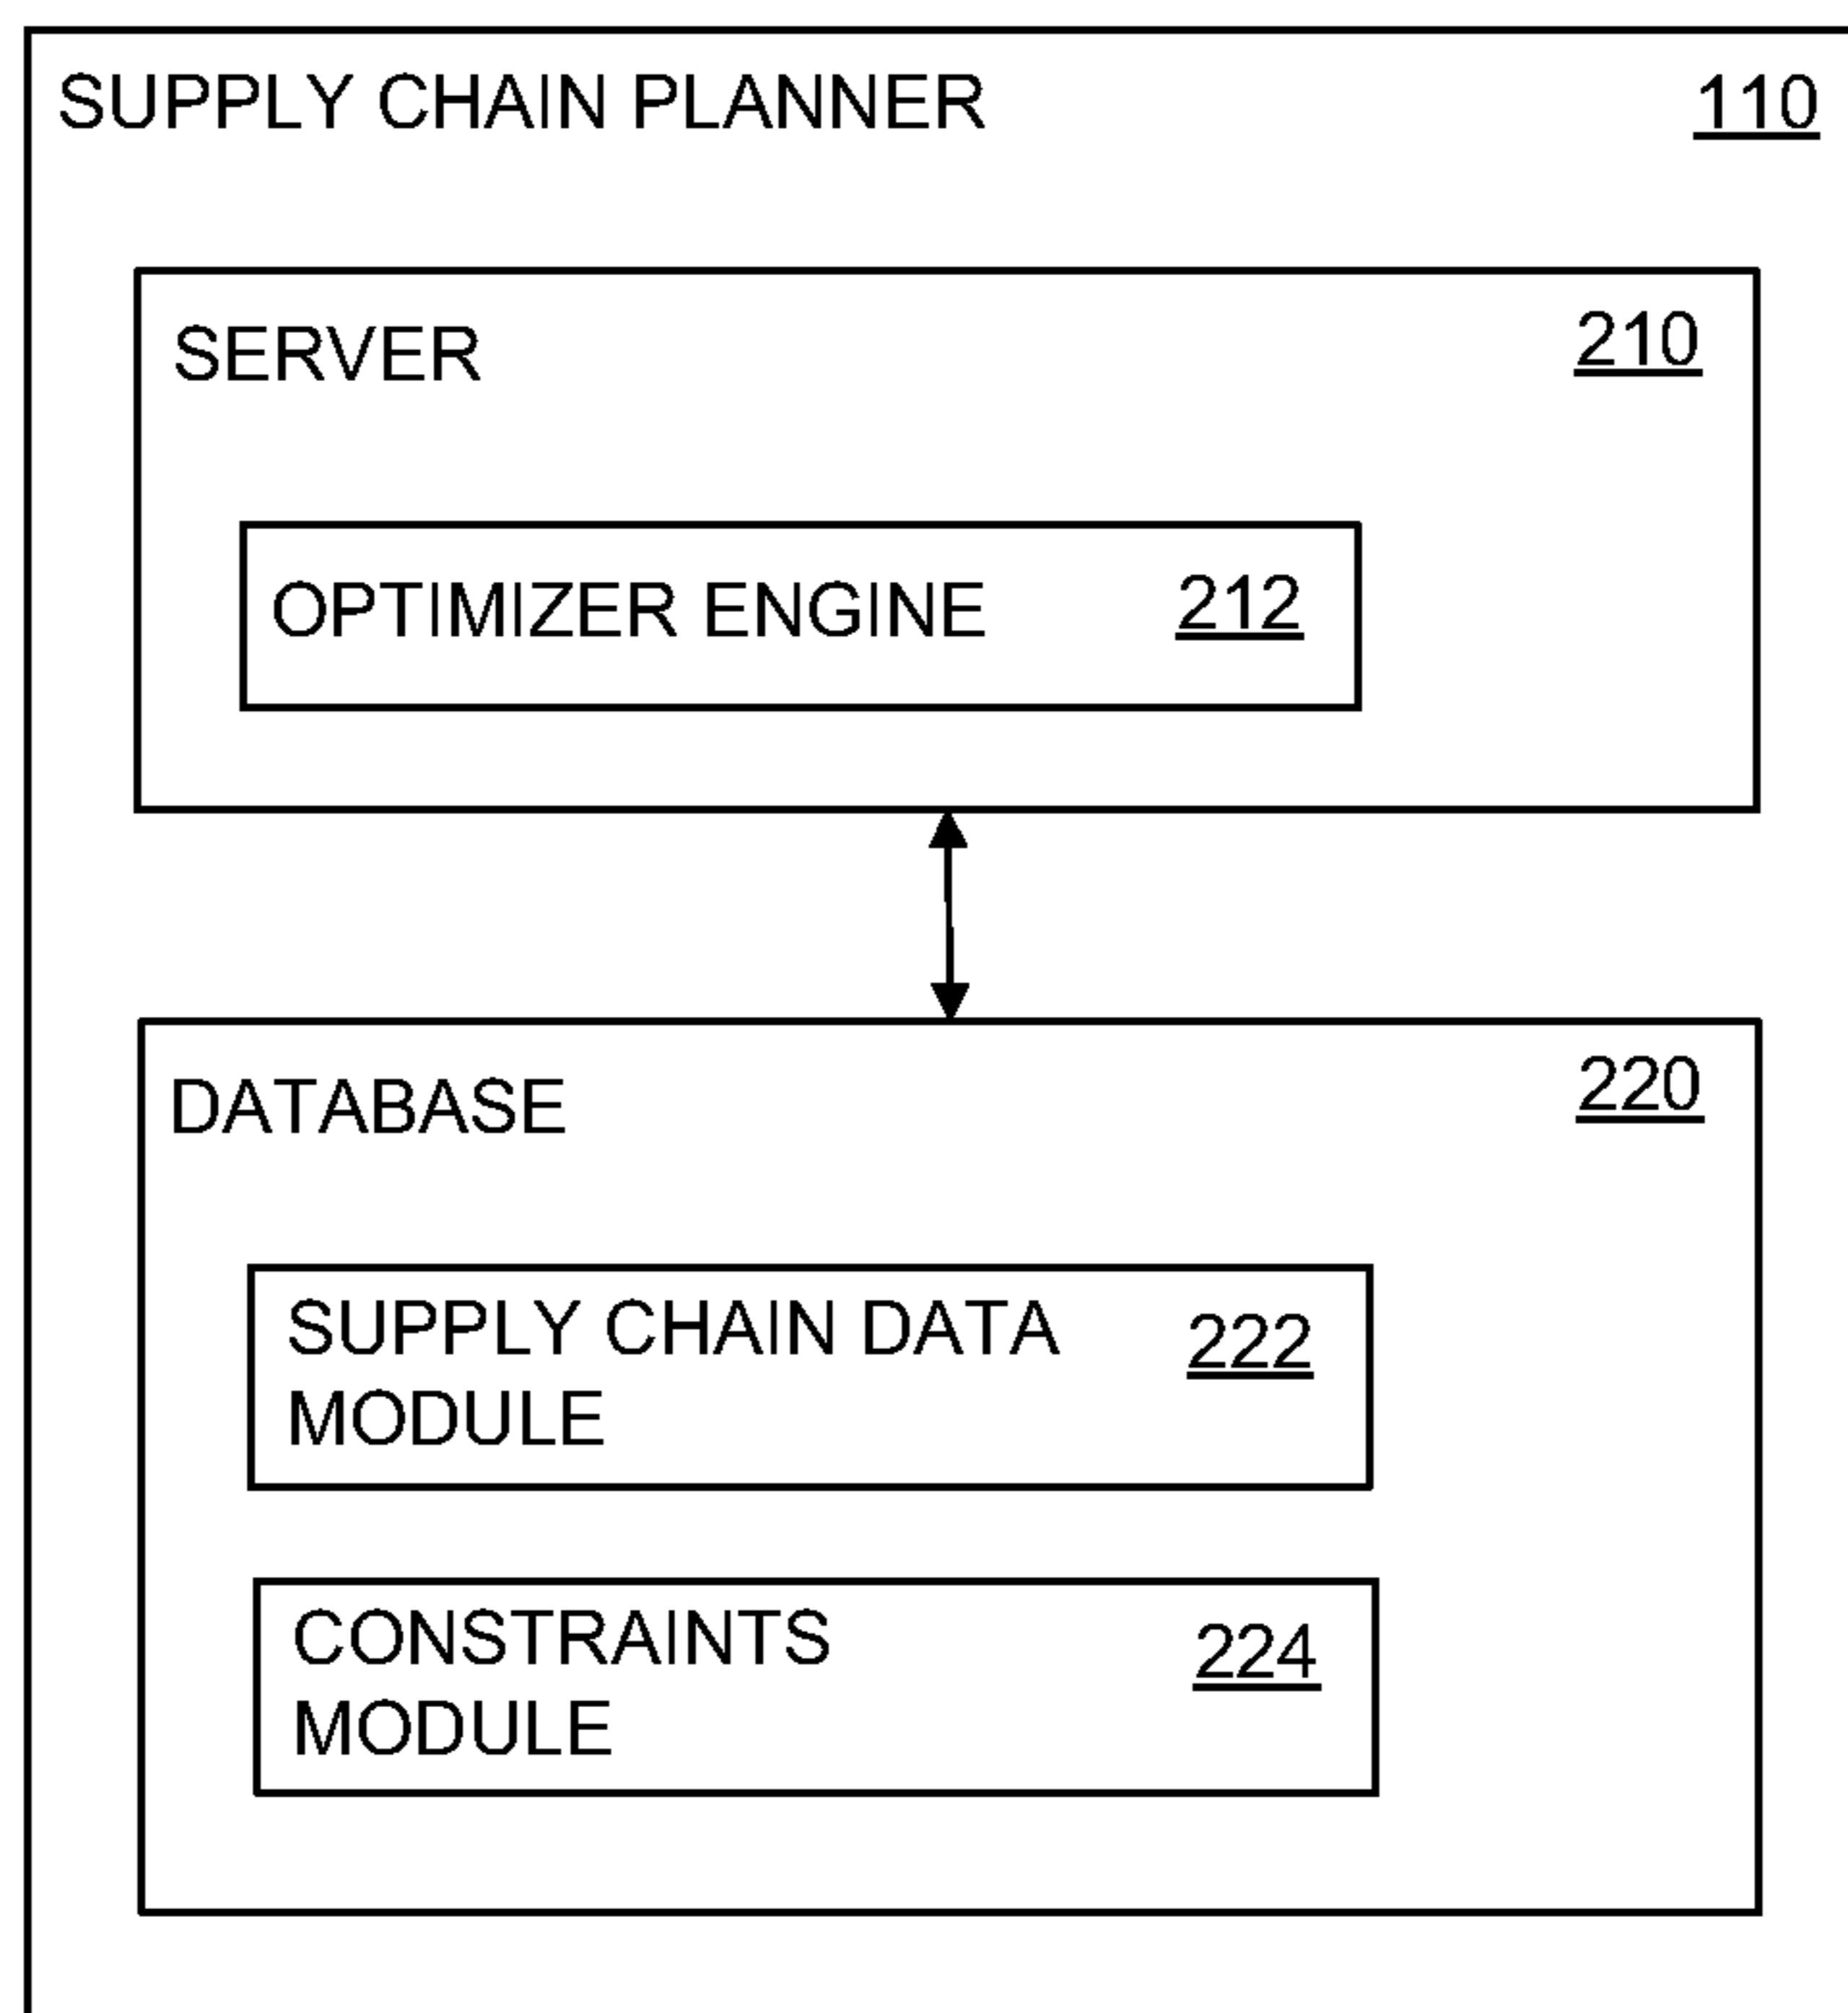 SUPPLY CHAIN PLANNER 110
SERVER 210
OPTIMIZER ENGINE 212
DATABASE 220
SUPPLY CHAIN DATA 222
MODULE
CONSTRAINTS 224
MODULE